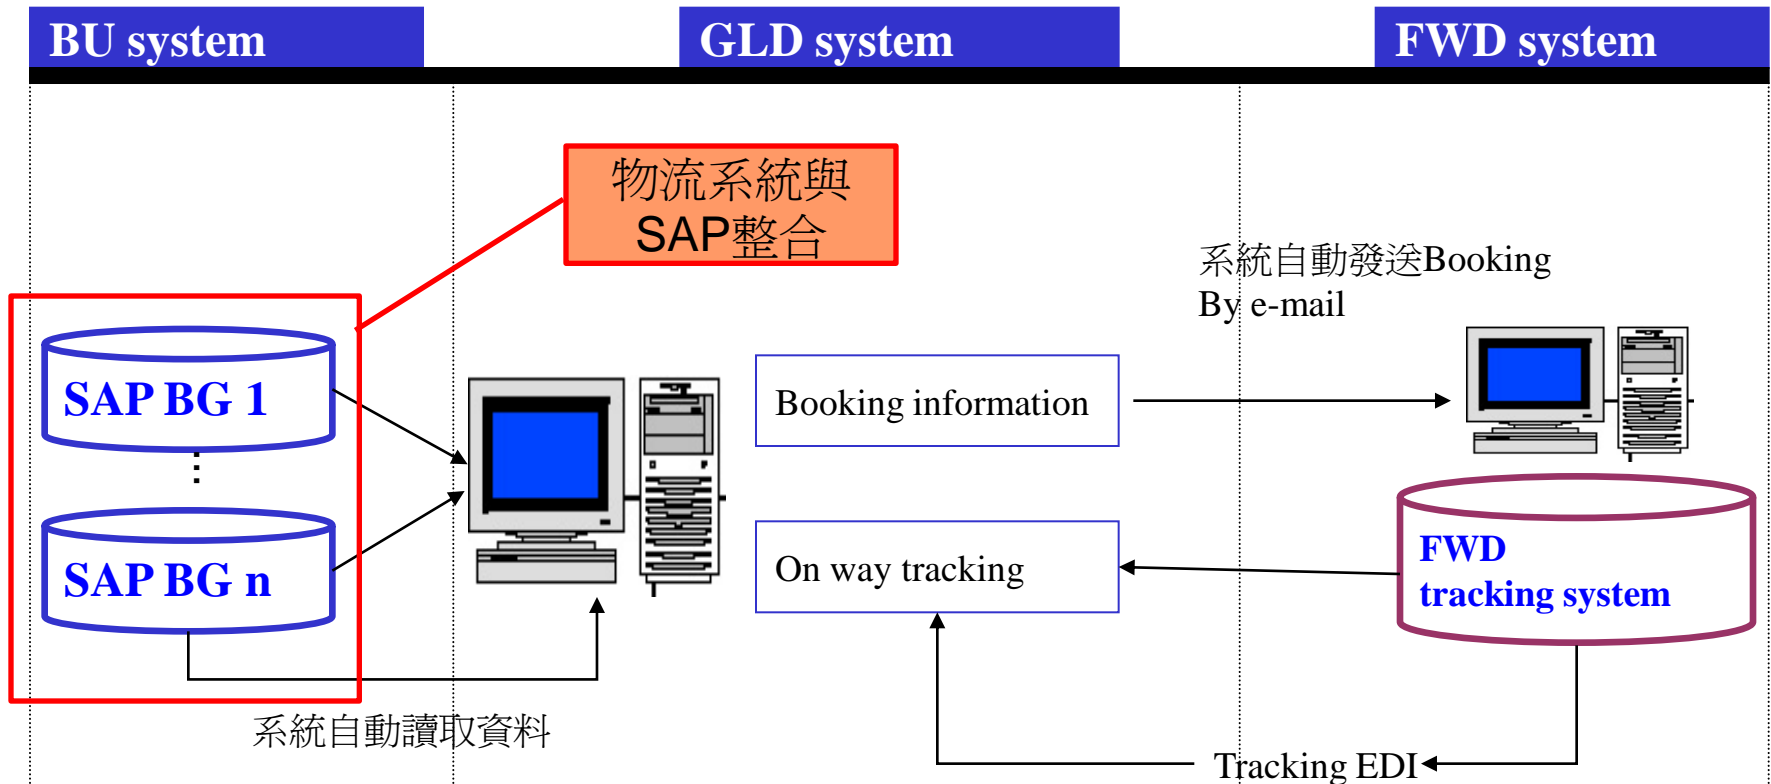 BU system
GLD system
FWD system
物流系統與
SAP整合
系統自動發送Booking
By e-mail
SAP BG 1
Booking information
SAP BG n
On way tracking
FWD
tracking system
系統自動讀取資料
Tracking EDI